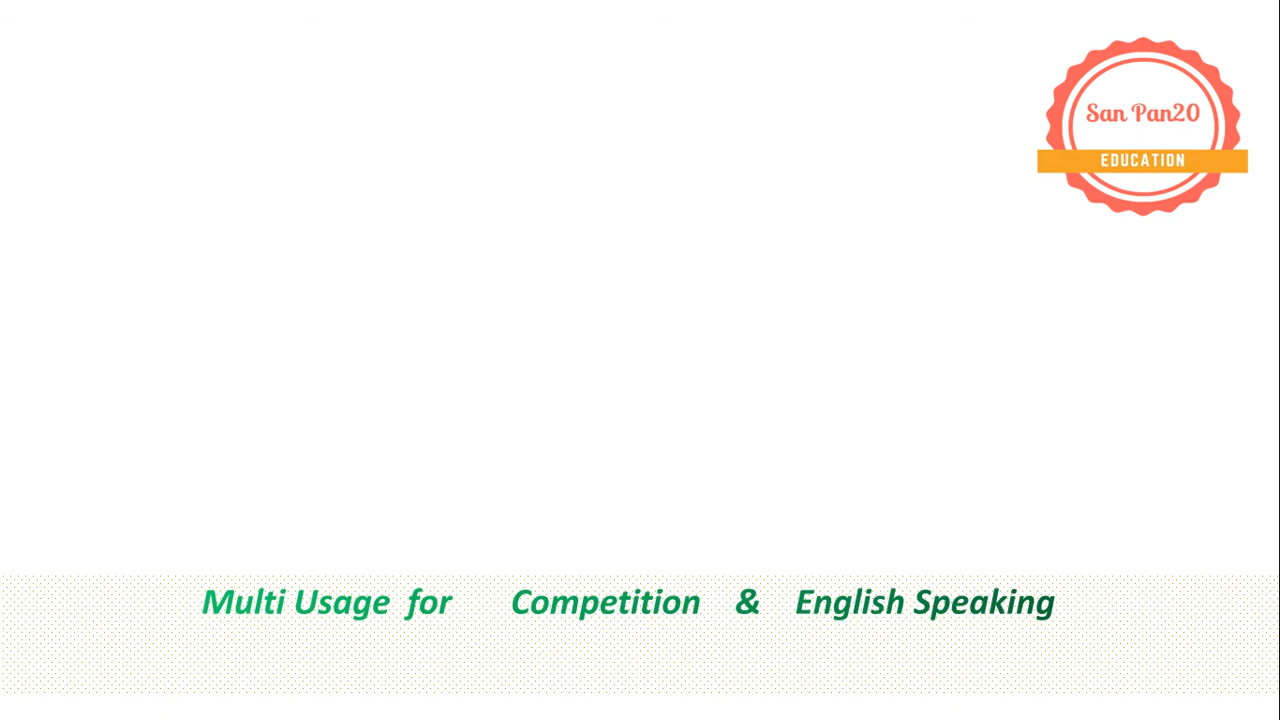 San Pan20
EDUCATION
Multi Usage for Competition & English Speaking